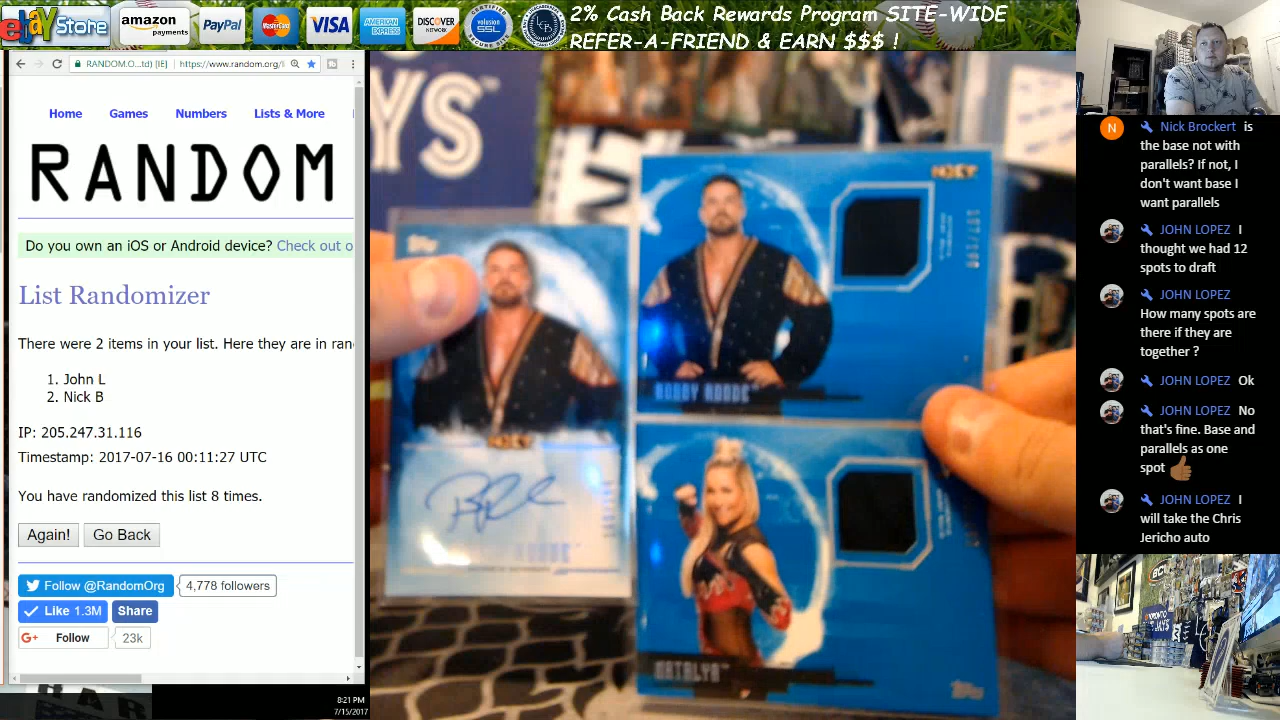 ebay Store
amazon
payments
PayPal
MasterCard
VISA
AMERICAN EXPRESS
DISCOVER
NETWORK
2% Cash Back Rewards Program SITE-WIDE
REFER-A-FRIEND & EARN $$$ !
RANDOM.O...td) [IE]
https://www.random.org/l
Home
Games
Numbers
Lists & More
RANDOM
Do you own an iOS or Android device? Check out o
List Randomizer
There were 2 items in your list. Here they are in ran
1. John L
2. Nick B
IP: 205.247.31.116
Timestamp: 2017-07-16 00:11:27 UTC
You have randomized this list 8 times.
Again!
Go Back
Follow @RandomOrg
4,778 followers
Like 1.3M
Share
G+ Follow
23k
8:21 PM
7/15/2017
YS
Topps
NXT
NXT
BOBBY ROODE
NATALYA
Topps
N
Nick Brockert is
the base not with
parallels? If not, I
don't want base I
want parallels
JOHN LOPEZ I
thought we had 12
spots to draft
JOHN LOPEZ
How many spots are
there if they are
together ?
JOHN LOPEZ Ok
JOHN LOPEZ No
that's fine. Base and
parallels as one
spot
JOHN LOPEZ I
will take the Chris
Jericho auto